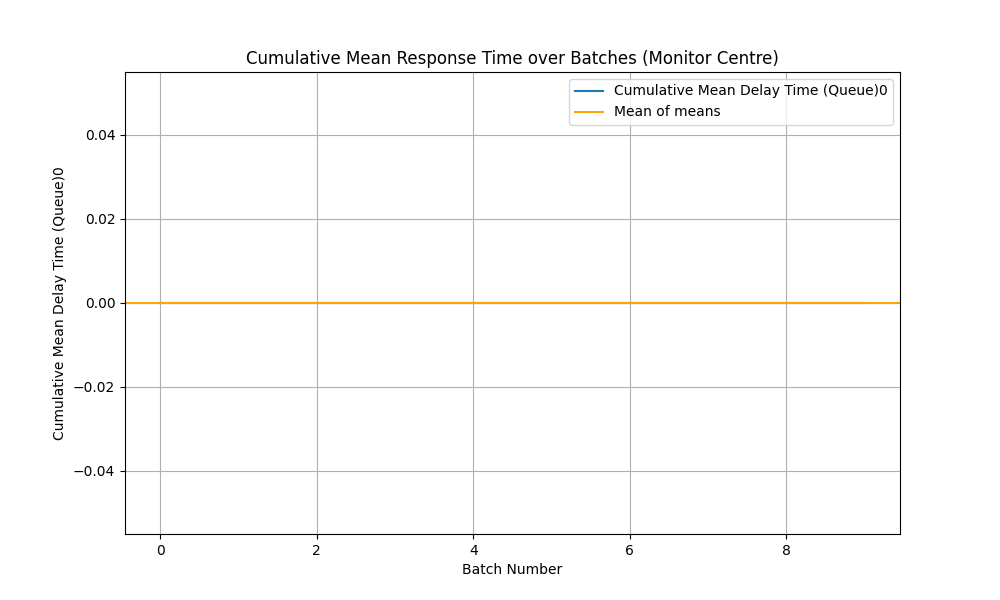 Cumulative Mean Response Time over Batches (Monitor Centre)
Cumulative Mean Delay Time (Queue)0
Mean of means
Cumulative Mean Delay Time (Queue)0
0.04
0.02
0.00
−0.02
−0.04
0 2 4 6 8
Batch Number